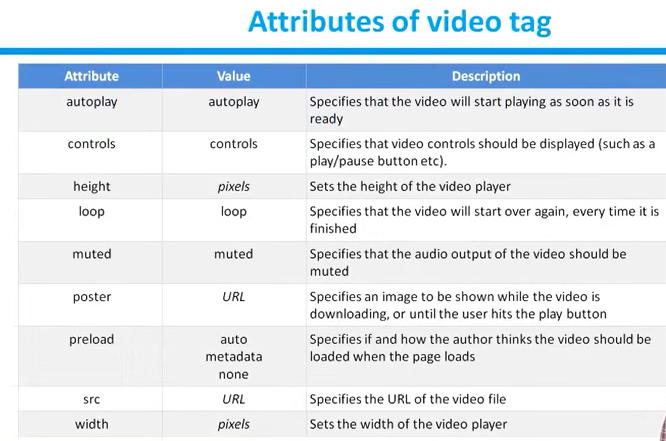 Attributes of video tag
Attribute Value Description
autoplay autoplay Specifies that the video will start playing as soon as it is
ready
controls controls Specifies that video controls should be displayed (such as a
play/pause button etc).
height pixels Sets the height of the video player
loop loop Specifies that the video will start over again, every time it is
finished
muted muted Specifies that the audio output of the video should be
muted
poster URL Specifies an image to be shown while the video is
downloading, or until the user hits the play button
preload auto Specifies if and how the author thinks the video should be
metadata loaded when the page loads
none
src URL Specifies the URL of the video file
width pixels Sets the width of the video player